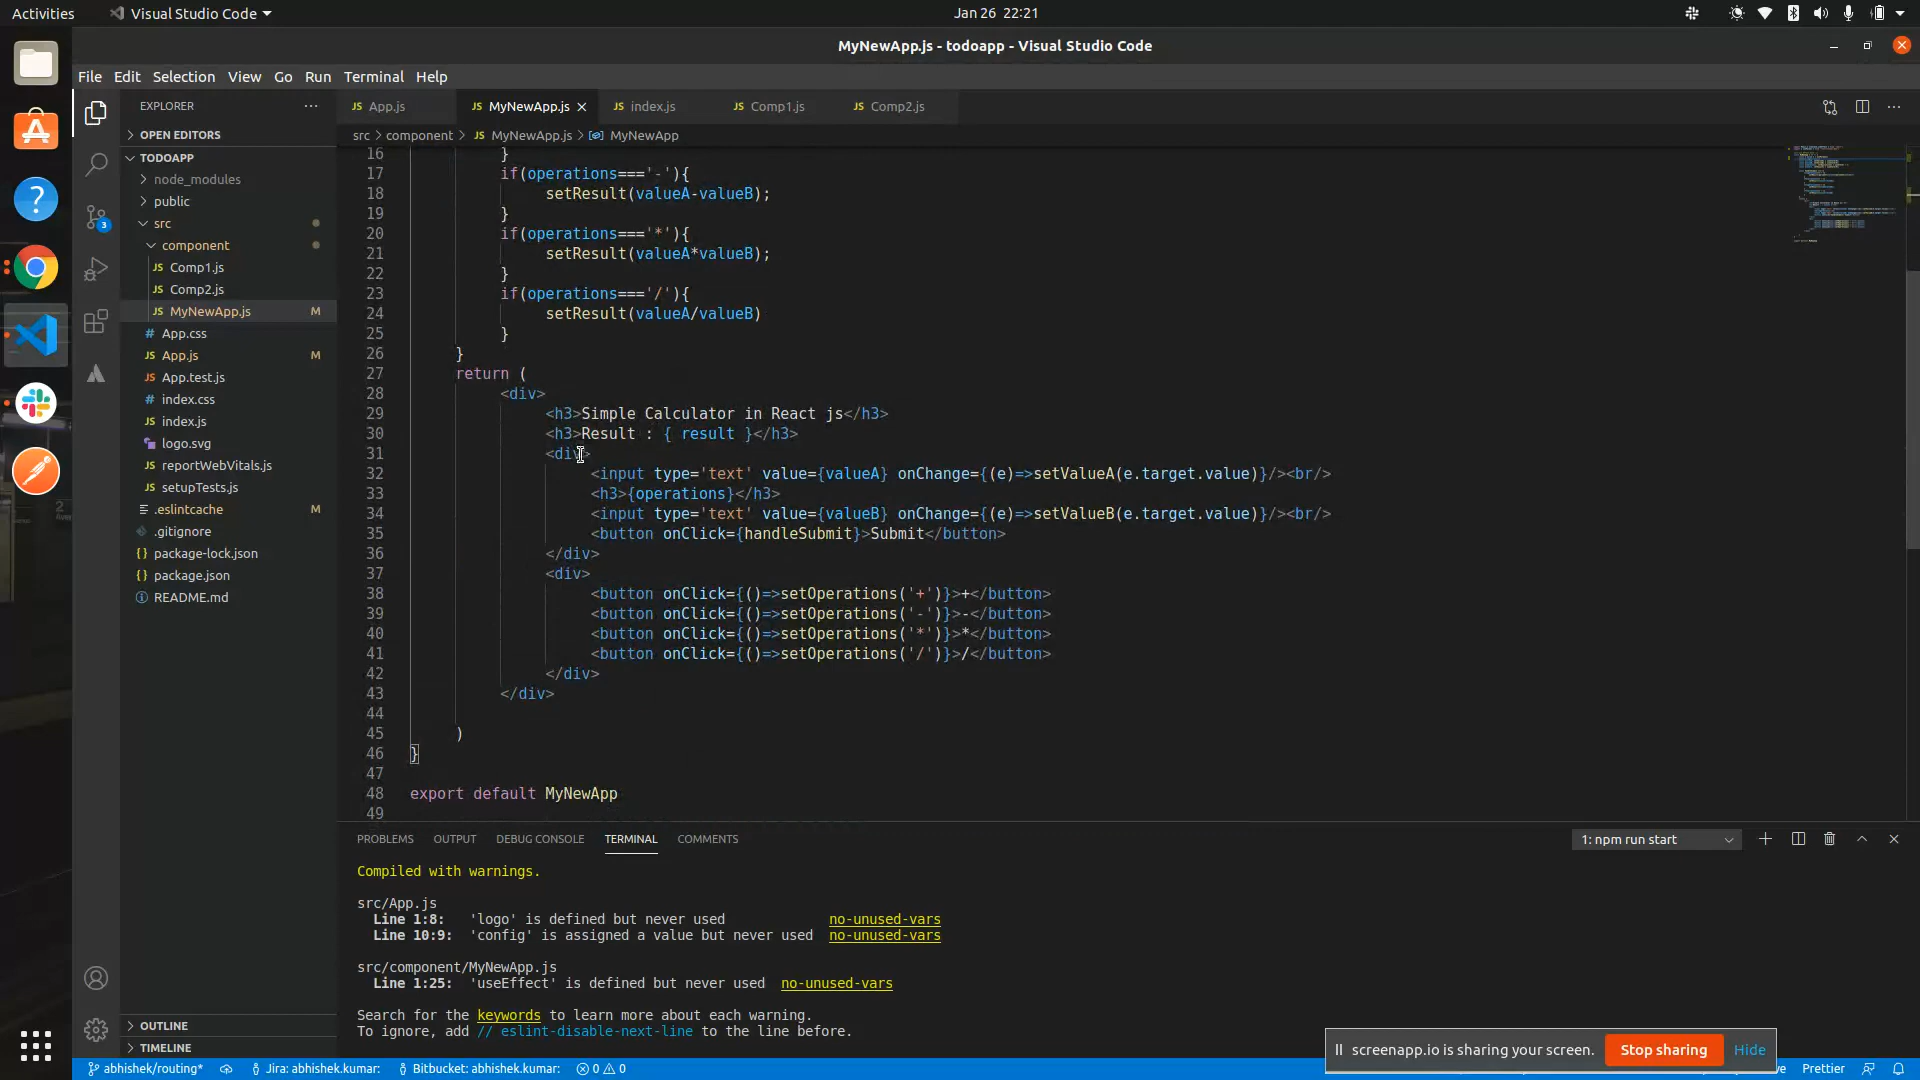 Activities
Visual Studio Code
Jan 26 22:21
MyNewApp.js - todoapp - Visual Studio Code
File Edit Selection View Go Run Terminal Help
EXPLORER
OPEN EDITORS
TODOAPP
node_modules
public
src
component
JS Comp1.js
JS Comp2.js
JS MyNewApp.js M
# App.css
JS App.js M
JS App.test.js
# index.css
JS index.js
logo.svg
JS reportWebVitals.js
JS setupTests.js
.eslintcache M
.gitignore
{} package-lock.json
{} package.json
README.md
OUTLINE
TIMELINE
3
JS App.js JS MyNewApp.js JS index.js JS Comp1.js JS Comp2.js
src > component > JS MyNewApp.js > MyNewApp
16 }
17 if(operations==='-'){
18 setResult(valueA-valueB);
19 }
20 if(operations==='*'){
21 setResult(valueA*valueB);
22 }
23 if(operations==='/'){
24 setResult(valueA/valueB)
25 }
26 }
27 return (
28 <div>
29 <h3>Simple Calculator in React js</h3>
30 <h3>Result : { result }</h3>
31 <div>
32 <input type='text' value={valueA} onChange={(e)=>setValueA(e.target.value)}/><br/>
33 <h3>{operations}</h3>
34 <input type='text' value={valueB} onChange={(e)=>setValueB(e.target.value)}/><br/>
35 <button onClick={handleSubmit}>Submit</button>
36 </div>
37 <div>
38 <button onClick={()=>setOperations('+')}>+</button>
39 <button onClick={()=>setOperations('-')}>-</button>
40 <button onClick={()=>setOperations('*')}>*</button>
41 <button onClick={()=>setOperations('/')}>/</button>
42 </div>
43 </div>
44
45 )
46 }
47
48 export default MyNewApp
49
PROBLEMS OUTPUT DEBUG CONSOLE TERMINAL COMMENTS
1: npm run start
Compiled with warnings.
src/App.js
Line 1:8: 'logo' is defined but never used no-unused-vars
Line 10:9: 'config' is assigned a value but never used no-unused-vars
src/component/MyNewApp.js
Line 1:25: 'useEffect' is defined but never used no-unused-vars
Search for the keywords to learn more about each warning.
To ignore, add // eslint-disable-next-line to the line before.
screenapp.io is sharing your screen. Stop sharing Hide
abhishek/routing* Jira: abhishek.kumar: Bitbucket: abhishek.kumar: 0 0
Prettier